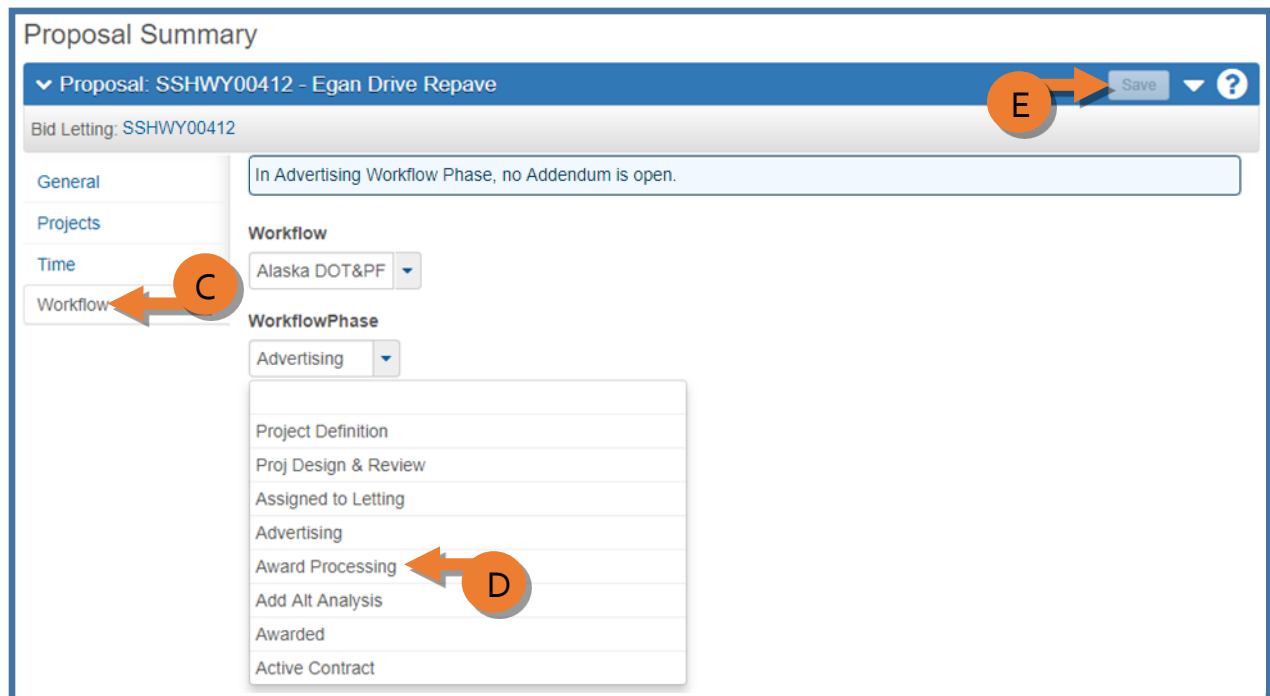 Proposal Summary
Proposal: SSHWY00412 - Egan Drive Repave
Save
?
E
Bid Letting: SSHWY00412
General
Projects
Time
Workflow
C
In Advertising Workflow Phase, no Addendum is open.
Workflow
Alaska DOT&PF
WorkflowPhase
Advertising
Project Definition
Proj Design & Review
Assigned to Letting
Advertising
Award Processing
D
Add Alt Analysis
Awarded
Active Contract